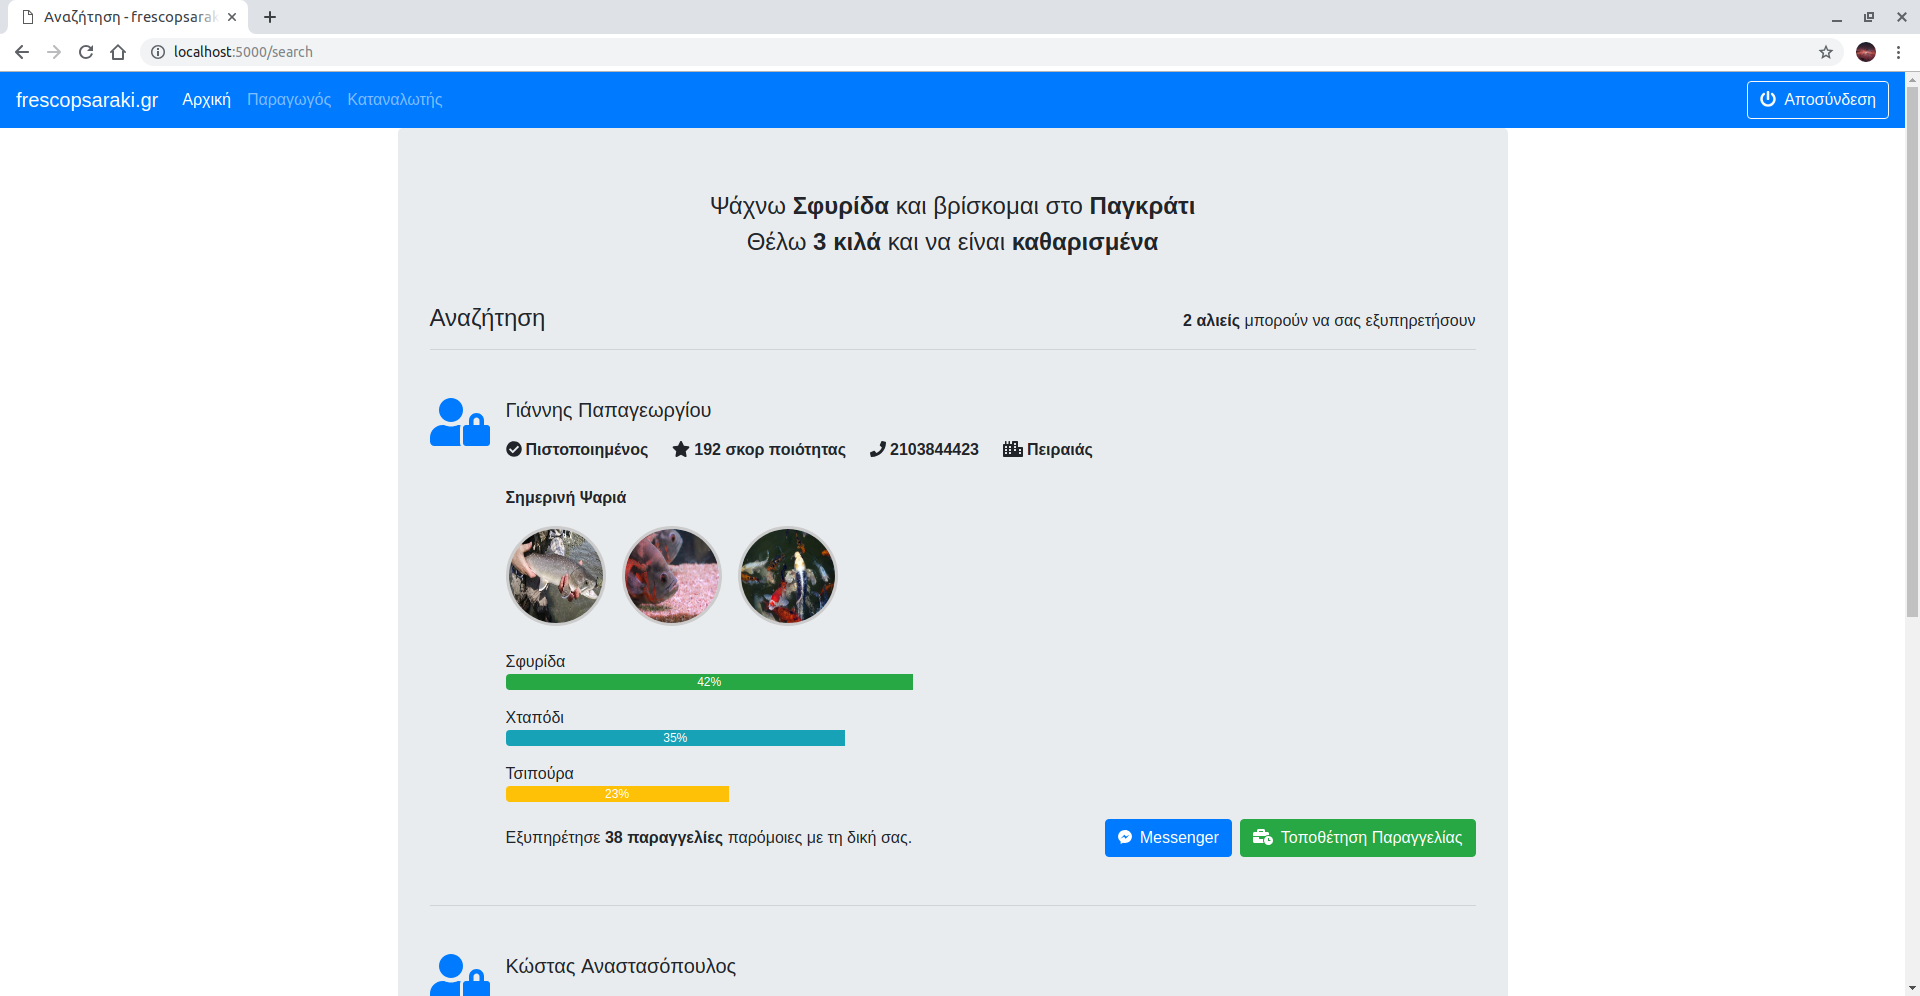 Αναζήτηση - frescopsara
localhost:5000/search
frescopsaraki.gr Αρχική Παραγωγός Καταναλωτής Αποσύνδεση
Ψάχνω Σφυρίδα και βρίσκομαι στο Παγκράτι
Θέλω 3 κιλά και να είναι καθαρισμένα
Αναζήτηση 2 αλιείς μπορούν να σας εξυπηρετήσουν
Γιάννης Παπαγεωργίου
Πιστοποιημένος 192 σκορ ποιότητας 2103844423 Πειραιάς
Σημερινή Ψαριά
Σφυρίδα
42%
Χταπόδι
35%
Τσιπούρα
23%
Εξυπηρέτησε 38 παραγγελίες παρόμοιες με τη δική σας. Messenger Τοποθέτηση Παραγγελίας
Κώστας Αναστασόπουλος